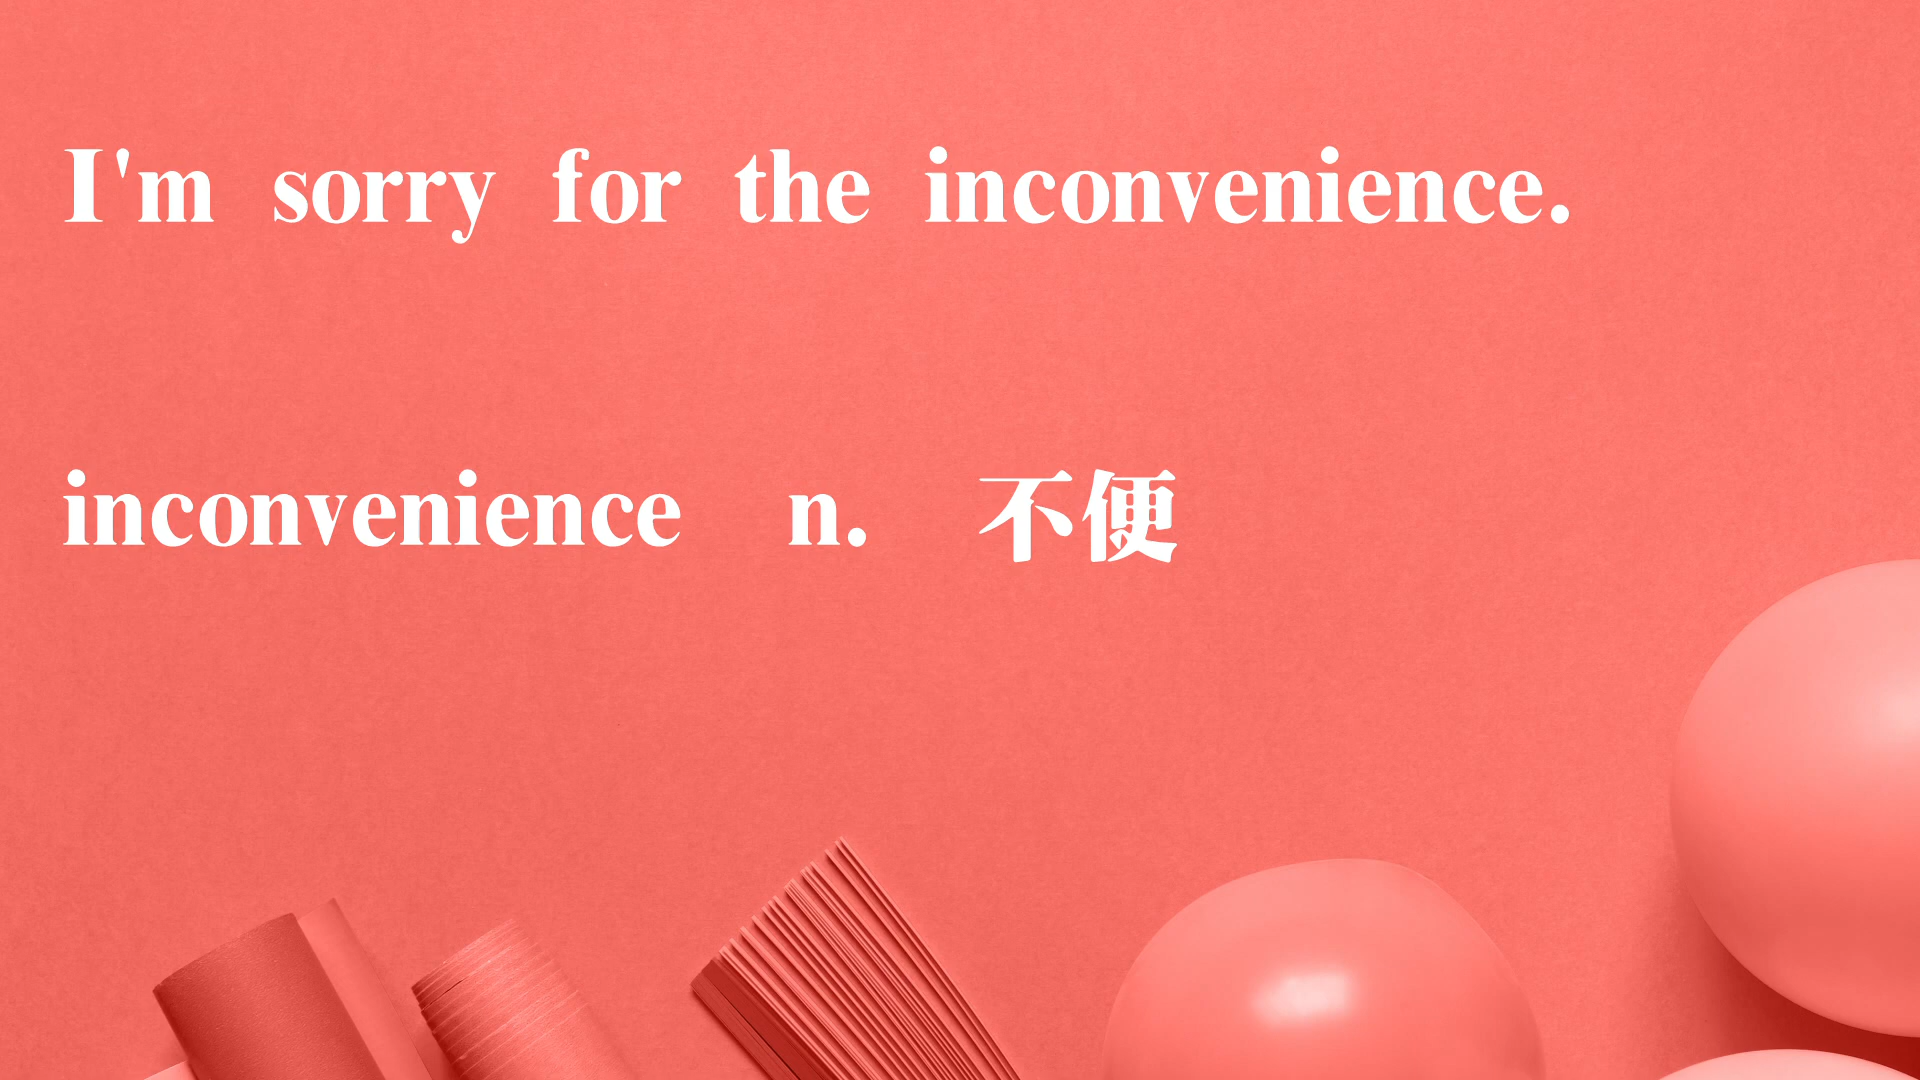 I'm sorry for the inconvenience.
inconvenience n. 不便